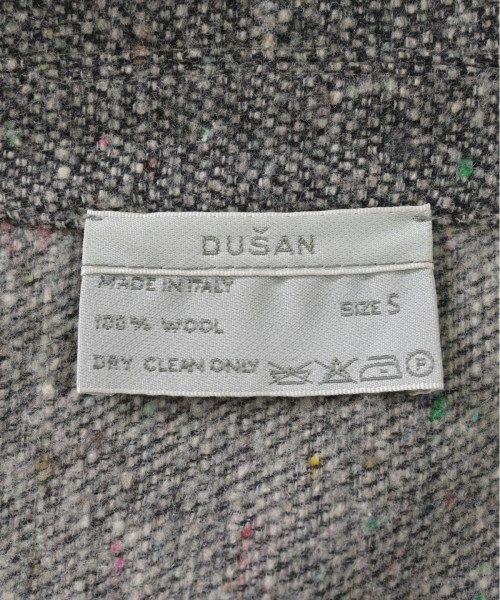 DUŠAN
MADE IN ITALY
100% WOOL
SIZE S
DRY CLEAN ONLY
P